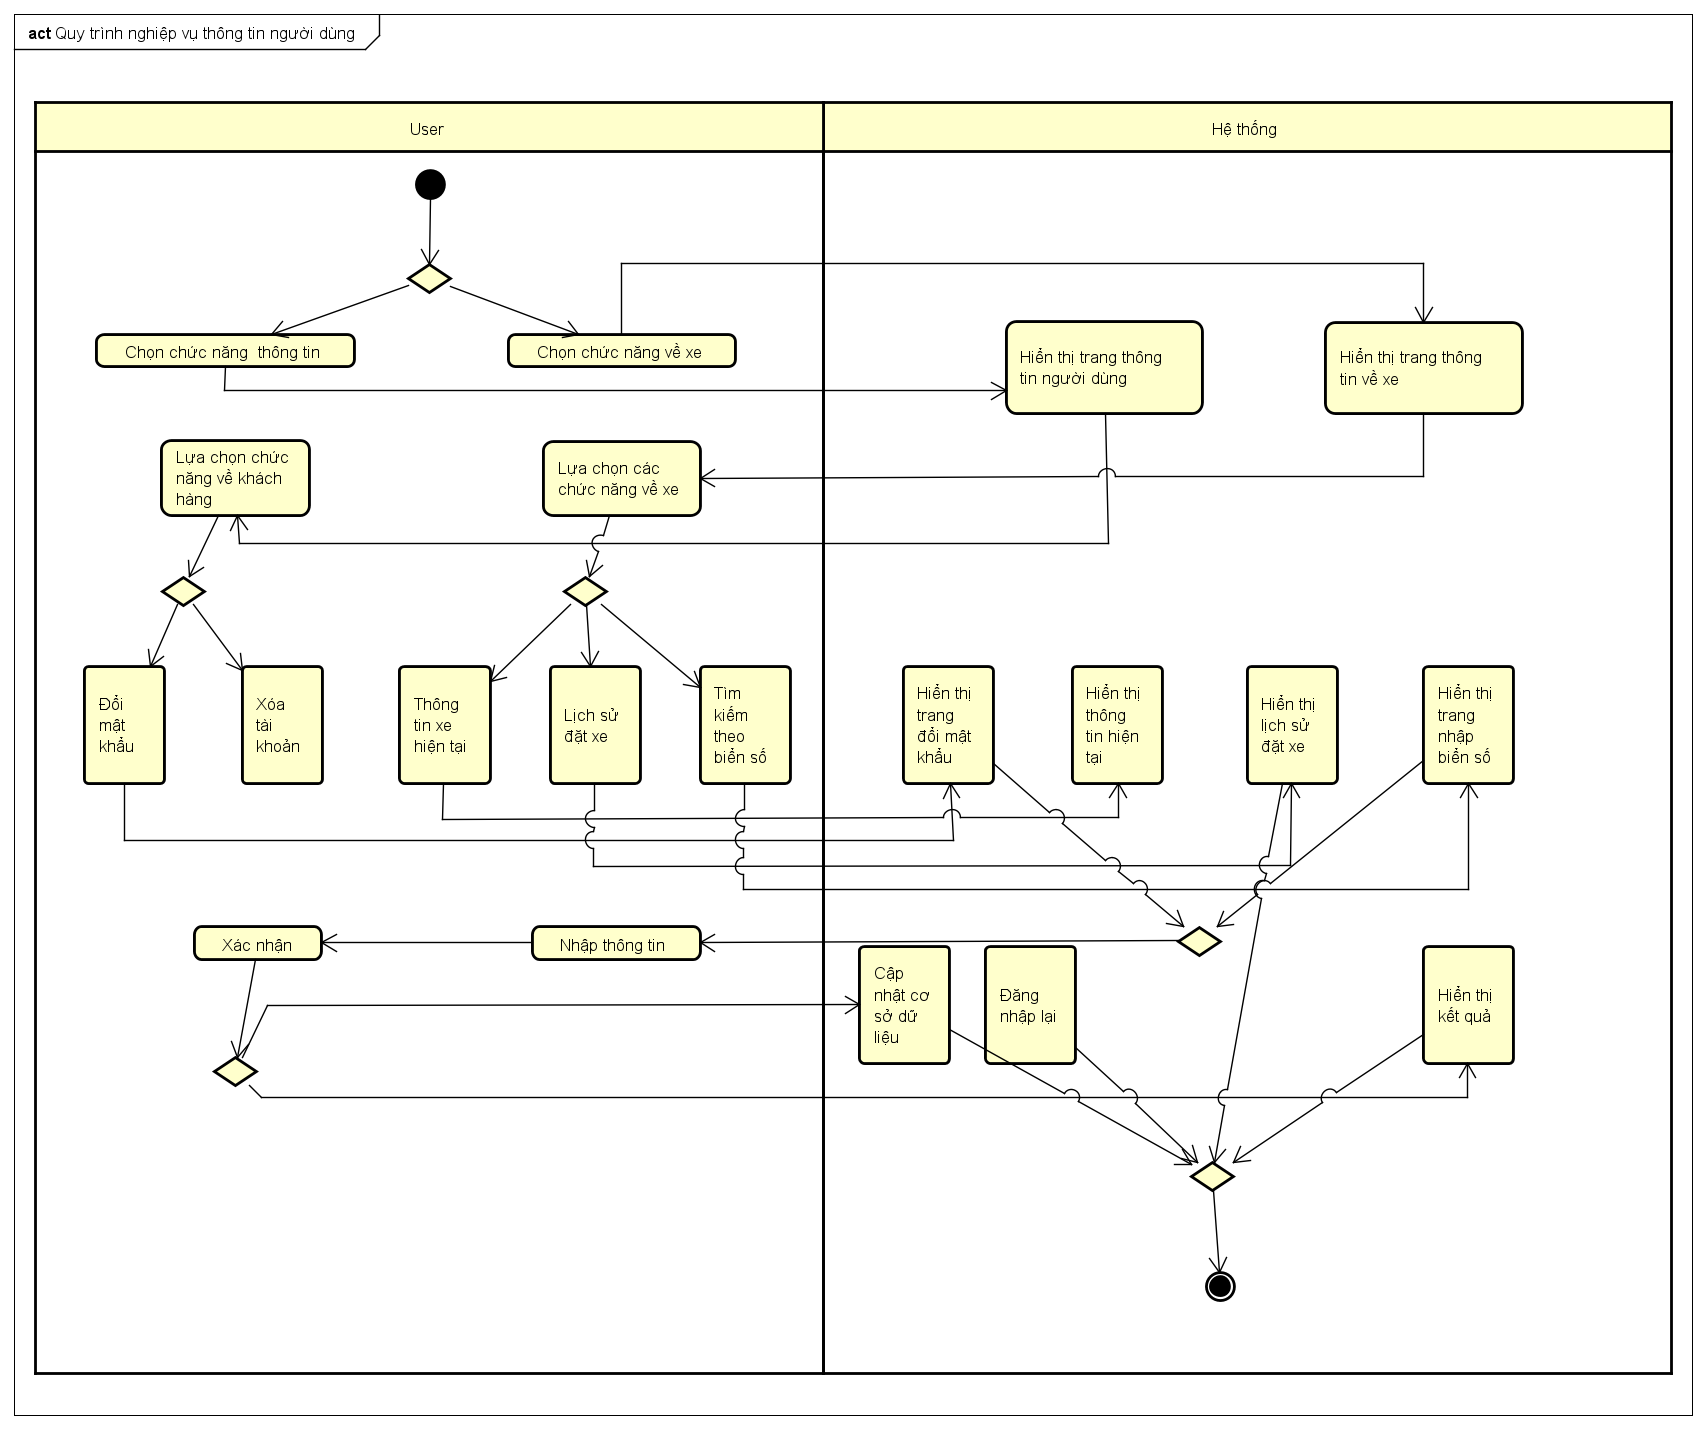 act Quy trình nghiệp vụ thông tin người dùng
User
Hệ thống
Chọn chức năng thông tin
Chọn chức năng về xe
Hiển thị trang thông
tin người dùng
Hiển thị trang thông
tin về xe
Lựa chọn chức
năng về khách
hàng
Lựa chọn các
chức năng về xe
Đổi
mật
khẩu
Xóa
tài
khoản
Thông
tin xe
hiện tại
Lịch sử
đặt xe
Tìm
kiếm
theo
biển số
Hiển thị
trang
đổi mật
khẩu
Hiển thị
thông
tin hiện
tại
Hiển thị
lịch sử
đặt xe
Hiển thị
trang
nhập
biển số
Xác nhận
Nhập thông tin
Cập
nhật cơ
sở dữ
liệu
Đăng
nhập lại
Hiển thị
kết quả